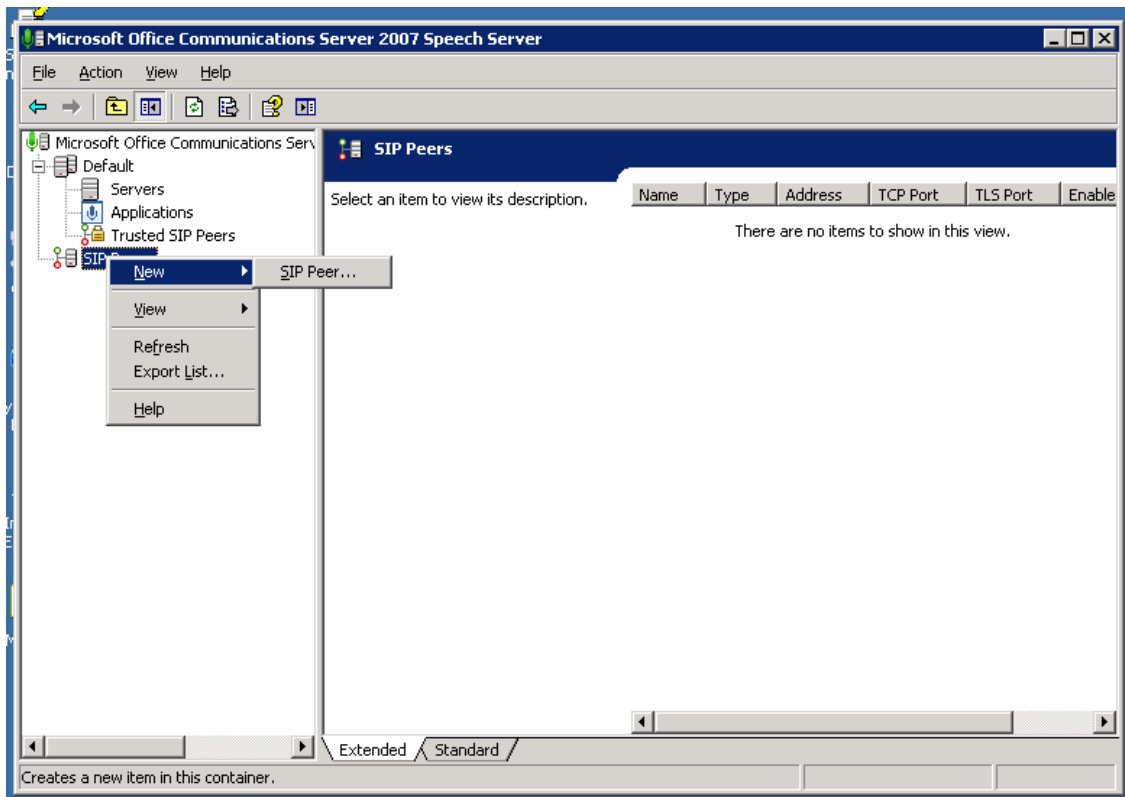 Microsoft Office Communications Server 2007 Speech Server
File Action View Help
Microsoft Office Communications Serv
Default
Servers
Applications
Trusted SIP Peers
SIP
New
SIP Peer...
View
Refresh
Export List...
Help
SIP Peers
Select an item to view its description.
Name Type Address TCP Port TLS Port Enable
There are no items to show in this view.
Extended Standard
Creates a new item in this container.